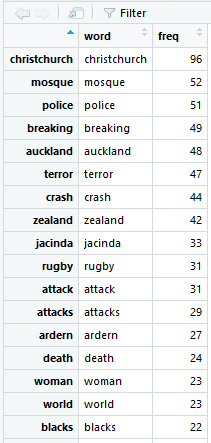 Filter
word freq
christchurch christchurch 96
mosque mosque 52
police police 51
breaking breaking 49
auckland auckland 48
terror terror 47
crash crash 44
zealand zealand 42
jacinda jacinda 33
rugby rugby 31
attack attack 31
attacks attacks 29
ardern ardern 27
death death 24
woman woman 23
world world 23
blacks blacks 22